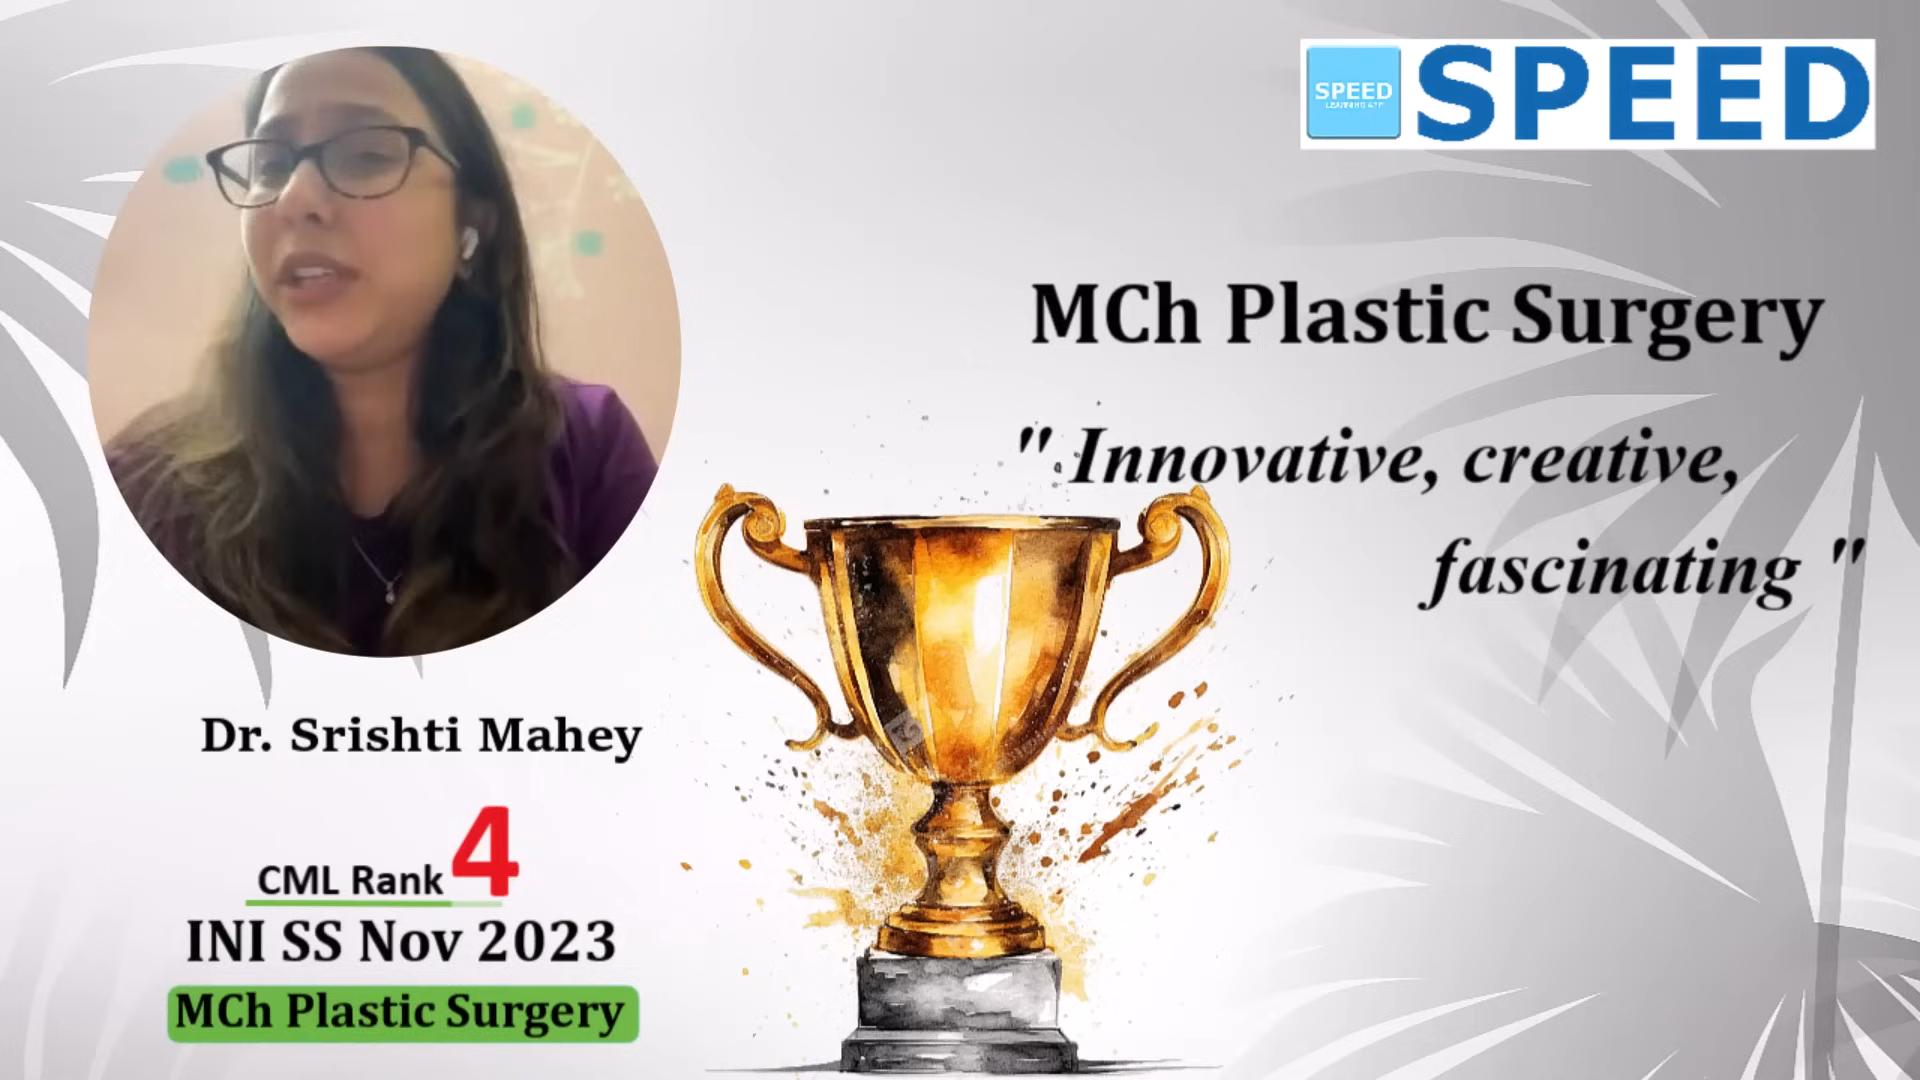 SPEED
SPEED
MCh Plastic Surgery
" Innovative, creative,
fascinating "
Dr. Srishti Mahey
CML Rank 4
INI SS Nov 2023
MCh Plastic Surgery